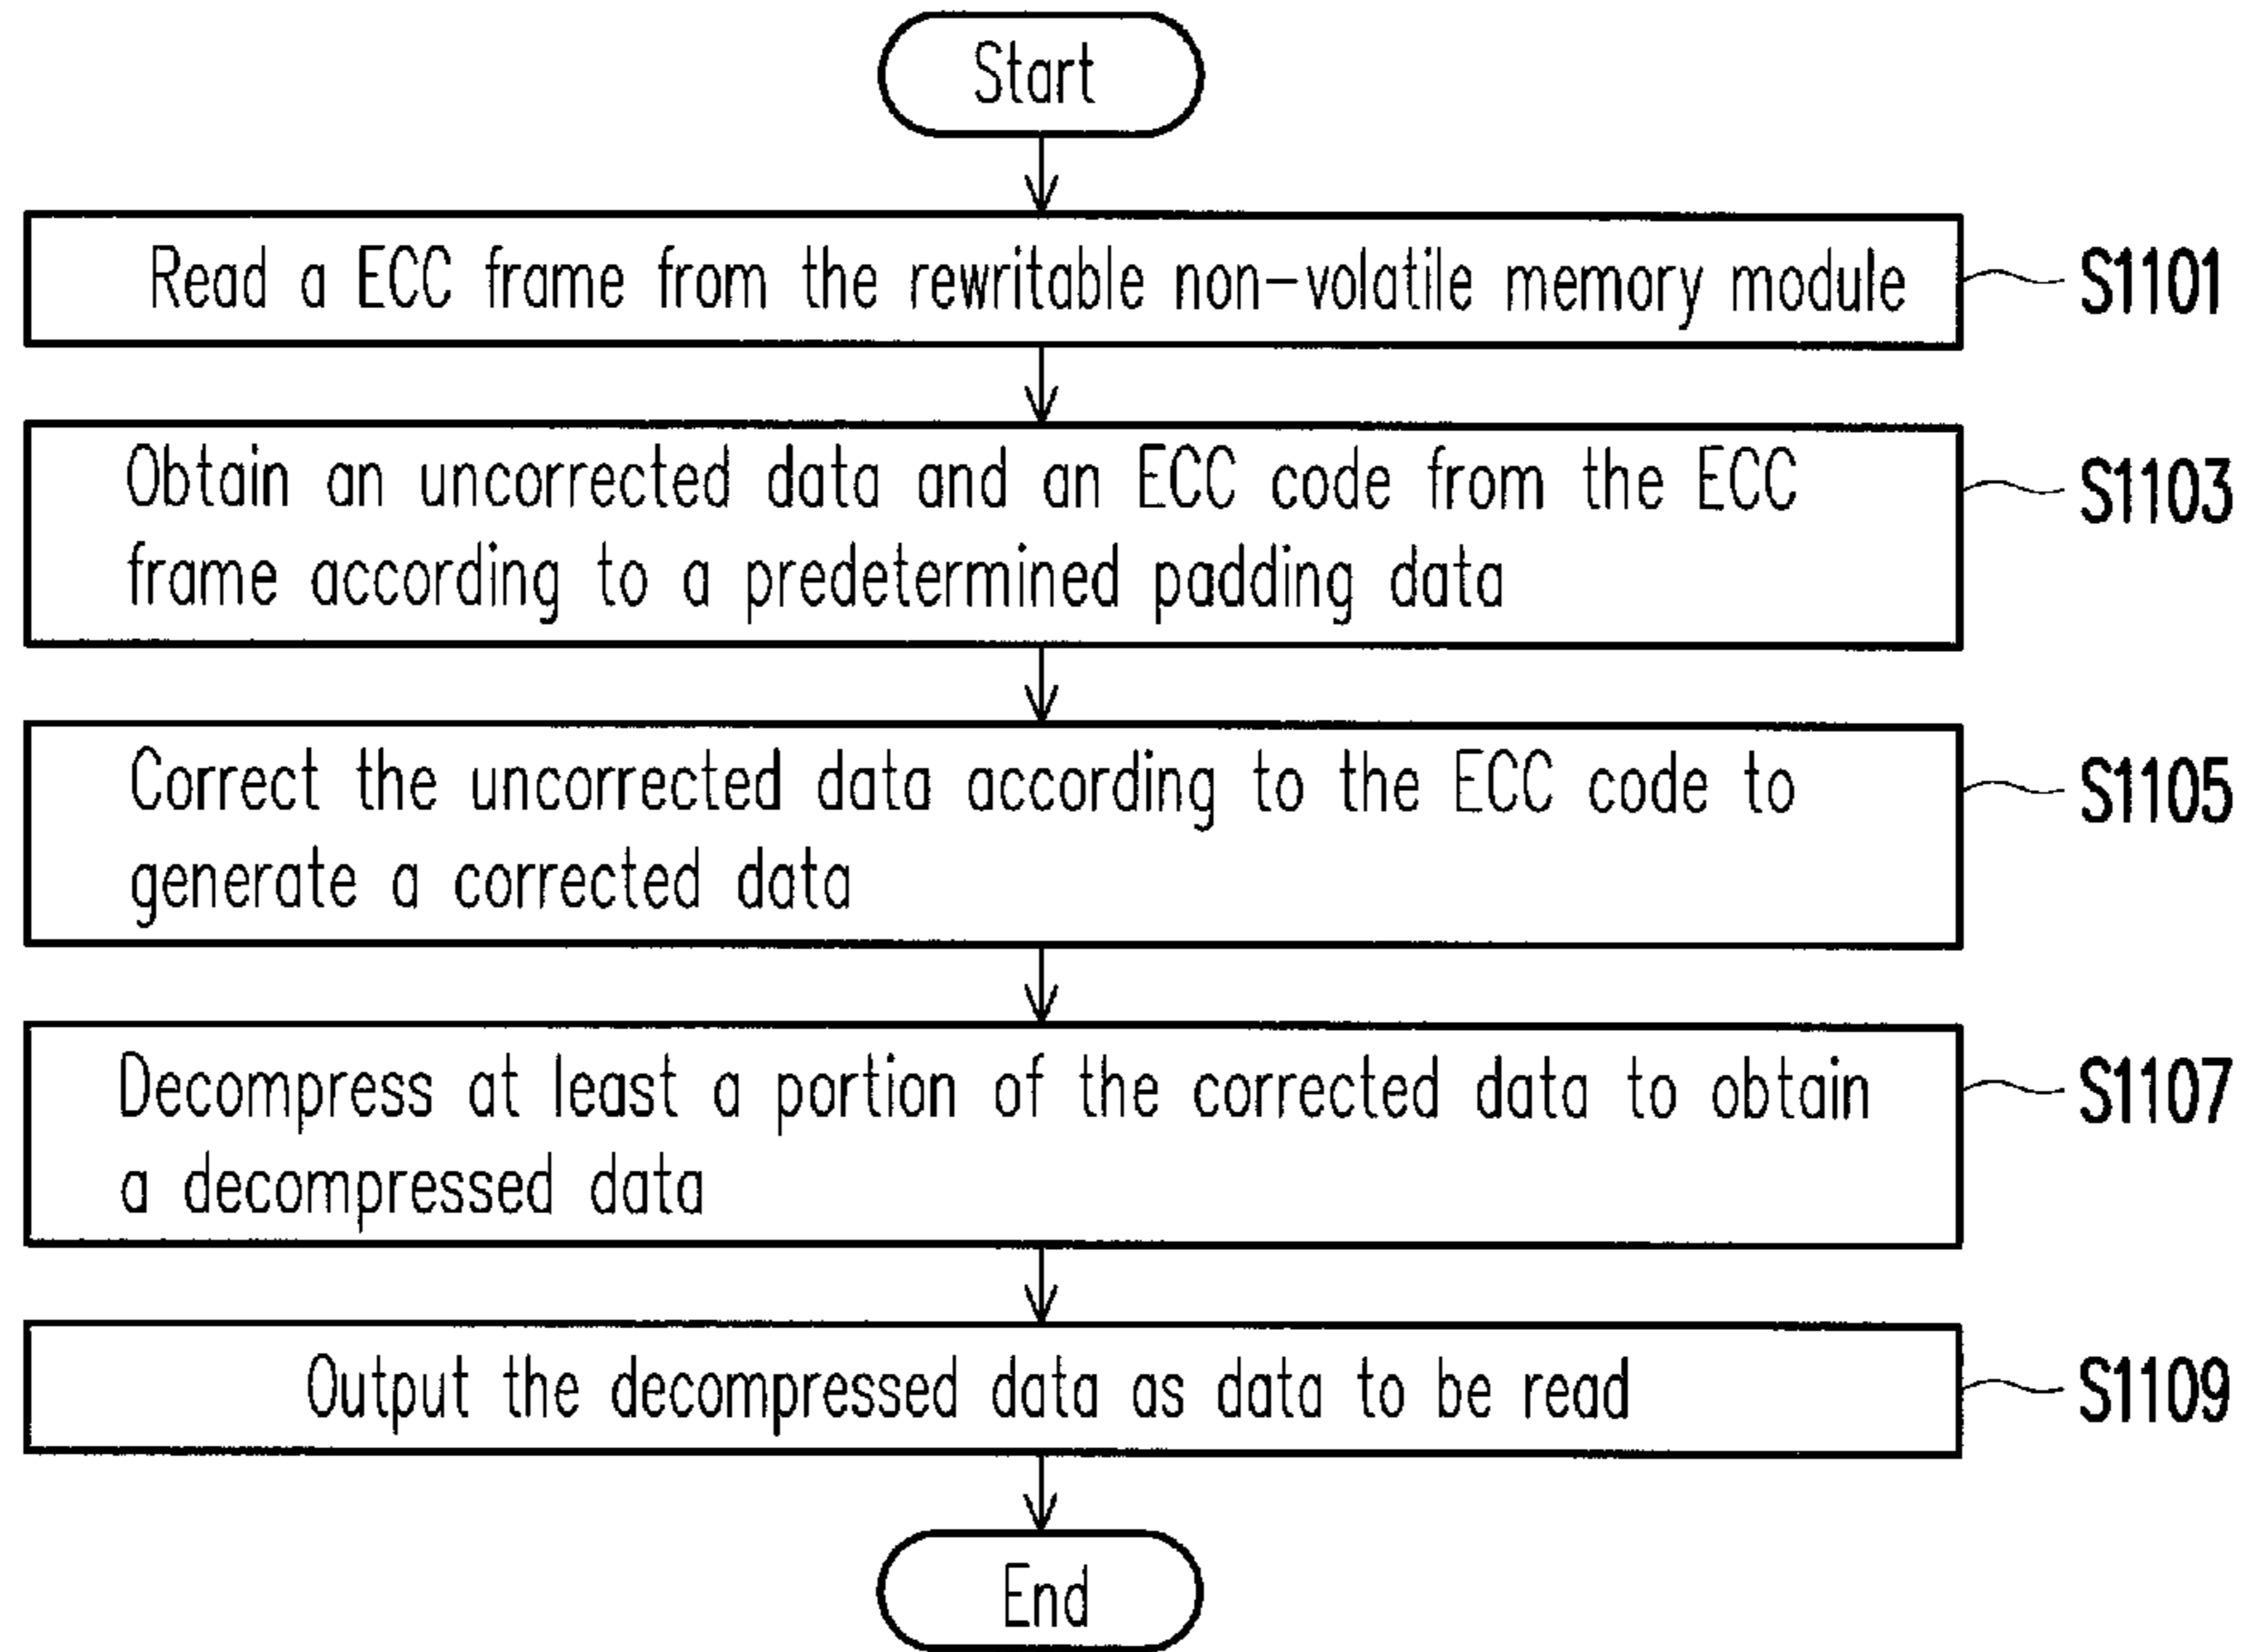 Start
Read a ECC frame from the rewritable non-volatile memory module
S1101
Obtain an uncorrected data and an ECC code from the ECC
frame according to a predetermined padding data
S1103
Correct the uncorrected data according to the ECC code to
generate a corrected data
S1105
Decompress at least a portion of the corrected data to obtain
a decompressed data
S1107
Output the decompressed data as data to be read
S1109
End